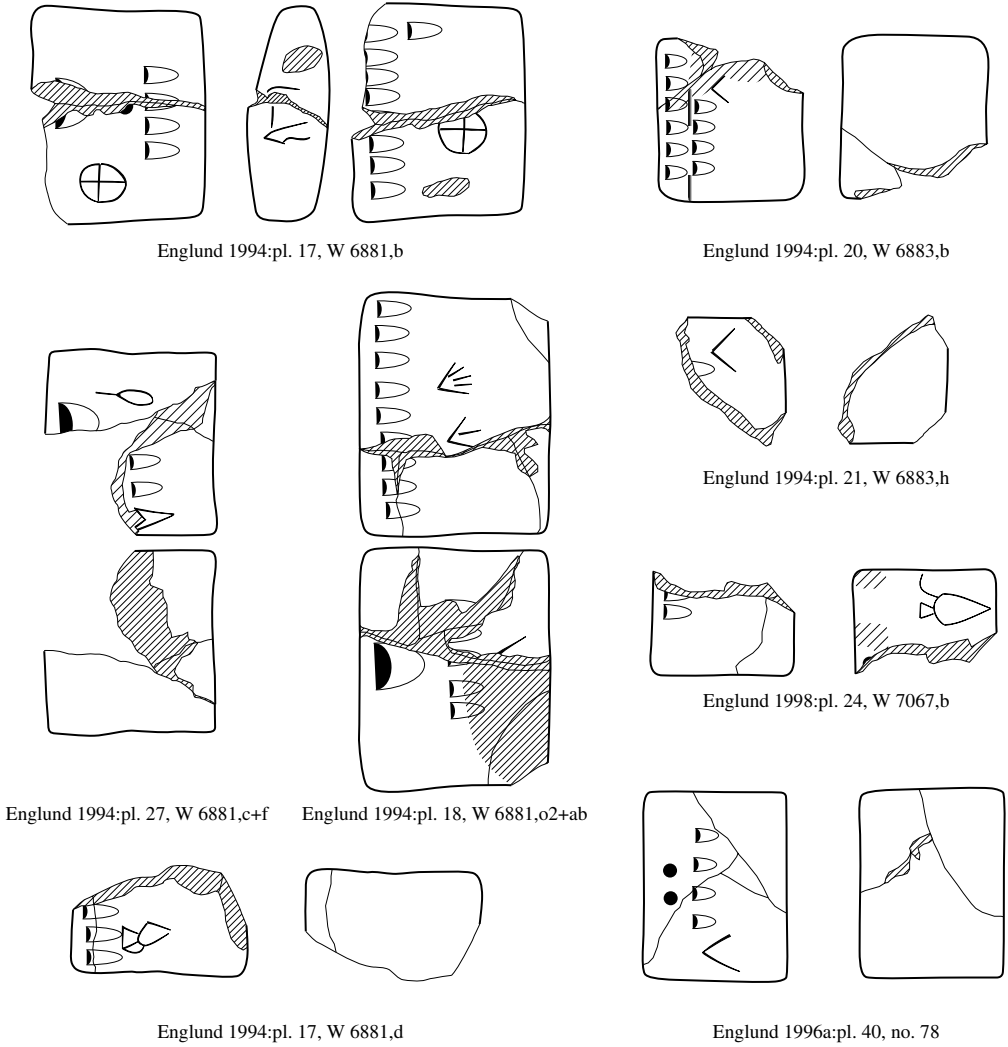 Englund 1994:pl. 17, W 6881,b
Englund 1994:pl. 20, W 6883,b
Englund 1994:pl. 21, W 6883,h
Englund 1998:pl. 24, W 7067,b
Englund 1994:pl. 27, W 6881,c+f
Englund 1994:pl. 18, W 6881,o2+ab
Englund 1994:pl. 17, W 6881,d
Englund 1996a:pl. 40, no. 78